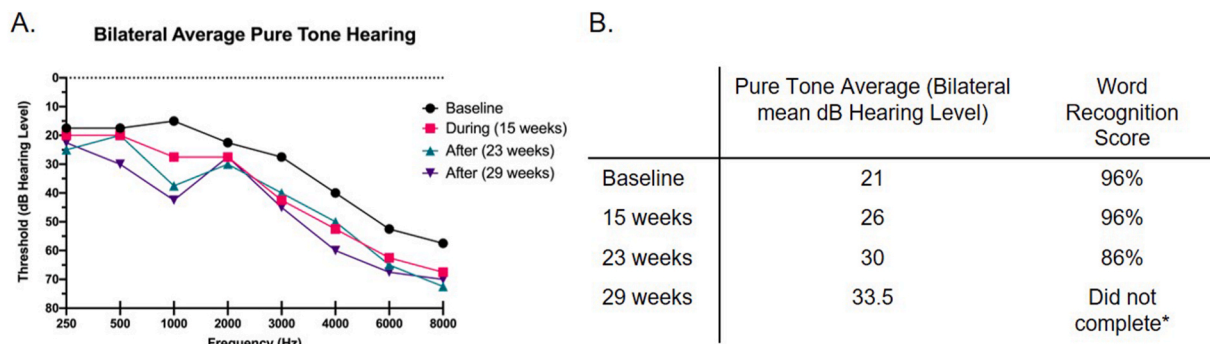 A.
Bilateral Average Pure Tone Hearing
Threshold (dB Hearing Level)
0
10
20
30
40
50
60
70
80
250 500 1000 2000 3000 4000 6000 8000
Frequency (Hz)
Baseline
During (15 weeks)
After (23 weeks)
After (29 weeks)
B.
Pure Tone Average (Bilateral
mean dB Hearing Level)
Word
Recognition
Score
Baseline 21 96%
15 weeks 26 96%
23 weeks 30 86%
29 weeks 33.5 Did not
complete*